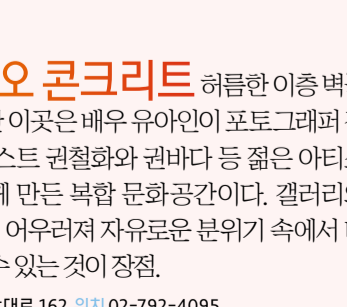 오 콘크리트 허름한 이층 벽
이곳은 배우 유아인이 포토그래퍼
스트 권철화와 권바다 등 젊은 아티
께 만든 복합 문화공간이다. 갤러리
어우러져 자유로운 분위기 속에서
수 있는 것이 장점.
대로 162 위치 02-792-4095